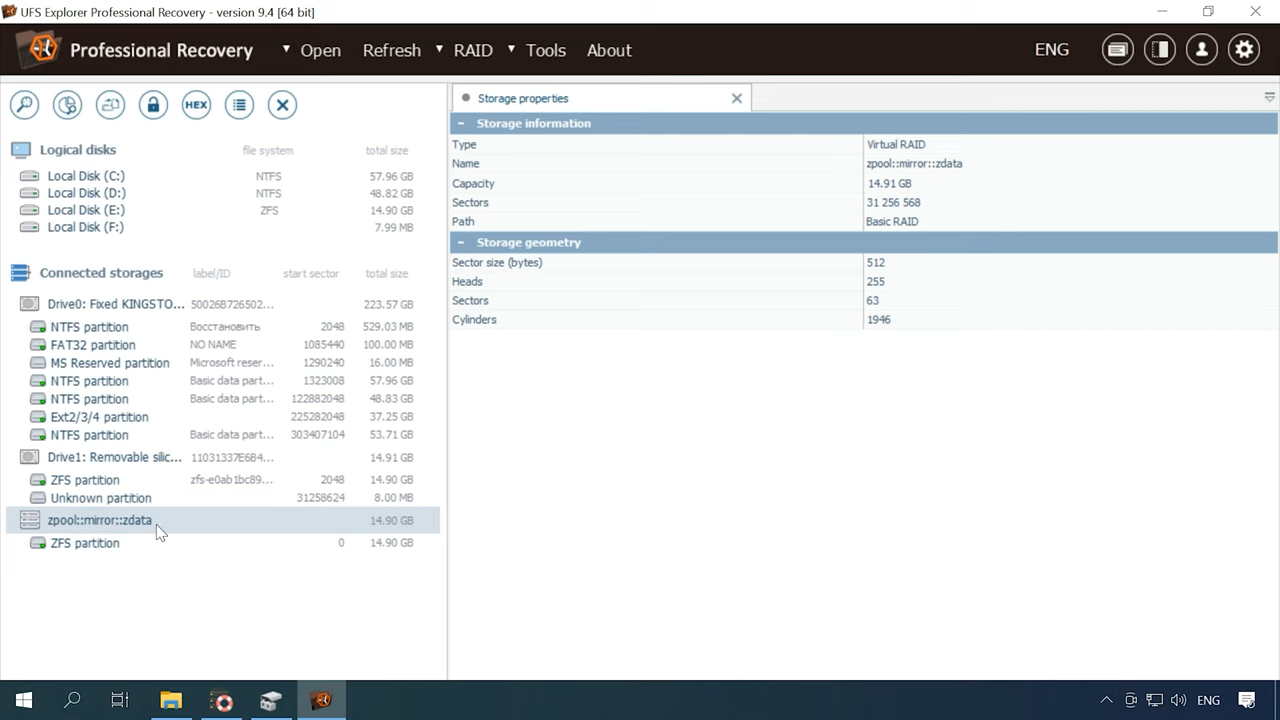 UFS Explorer Professional Recovery - version 9.4 [64 bit]
Professional Recovery Open Refresh RAID Tools About ENG
HEX
Storage properties
Storage information
Logical disks file system total size
Type Virtual RAID
Name zpool::mirror::zdata
Local Disk (C:) NTFS 57.96 GB
Capacity 14.91 GB
Local Disk (D:) NTFS 48.82 GB
Sectors 31 256 568
Local Disk (E:) ZFS 14.90 GB
Path Basic RAID
Local Disk (F:) 7.99 MB
Storage geometry
Sector size (bytes) 512
Connected storages label/ID start sector total size
Heads 255
Drive0: Fixed KINGSTO... 50026B726502... 223.57 GB
Sectors 63
NTFS partition Восстановить 2048 529.03 MB
Cylinders 1946
FAT32 partition NO NAME 1085440 100.00 MB
MS Reserved partition Microsoft reser... 1290240 16.00 MB
NTFS partition Basic data part... 1323008 57.96 GB
NTFS partition Basic data part... 122882048 48.83 GB
Ext2/3/4 partition 225282048 37.25 GB
NTFS partition Basic data part... 303407104 53.71 GB
Drive1: Removable silic... 11031337E6B4... 14.91 GB
ZFS partition zfs-e0ab1bc89... 2048 14.90 GB
Unknown partition 31258624 8.00 MB
zpool::mirror::zdata 14.90 GB
ZFS partition 0 14.90 GB
ENG